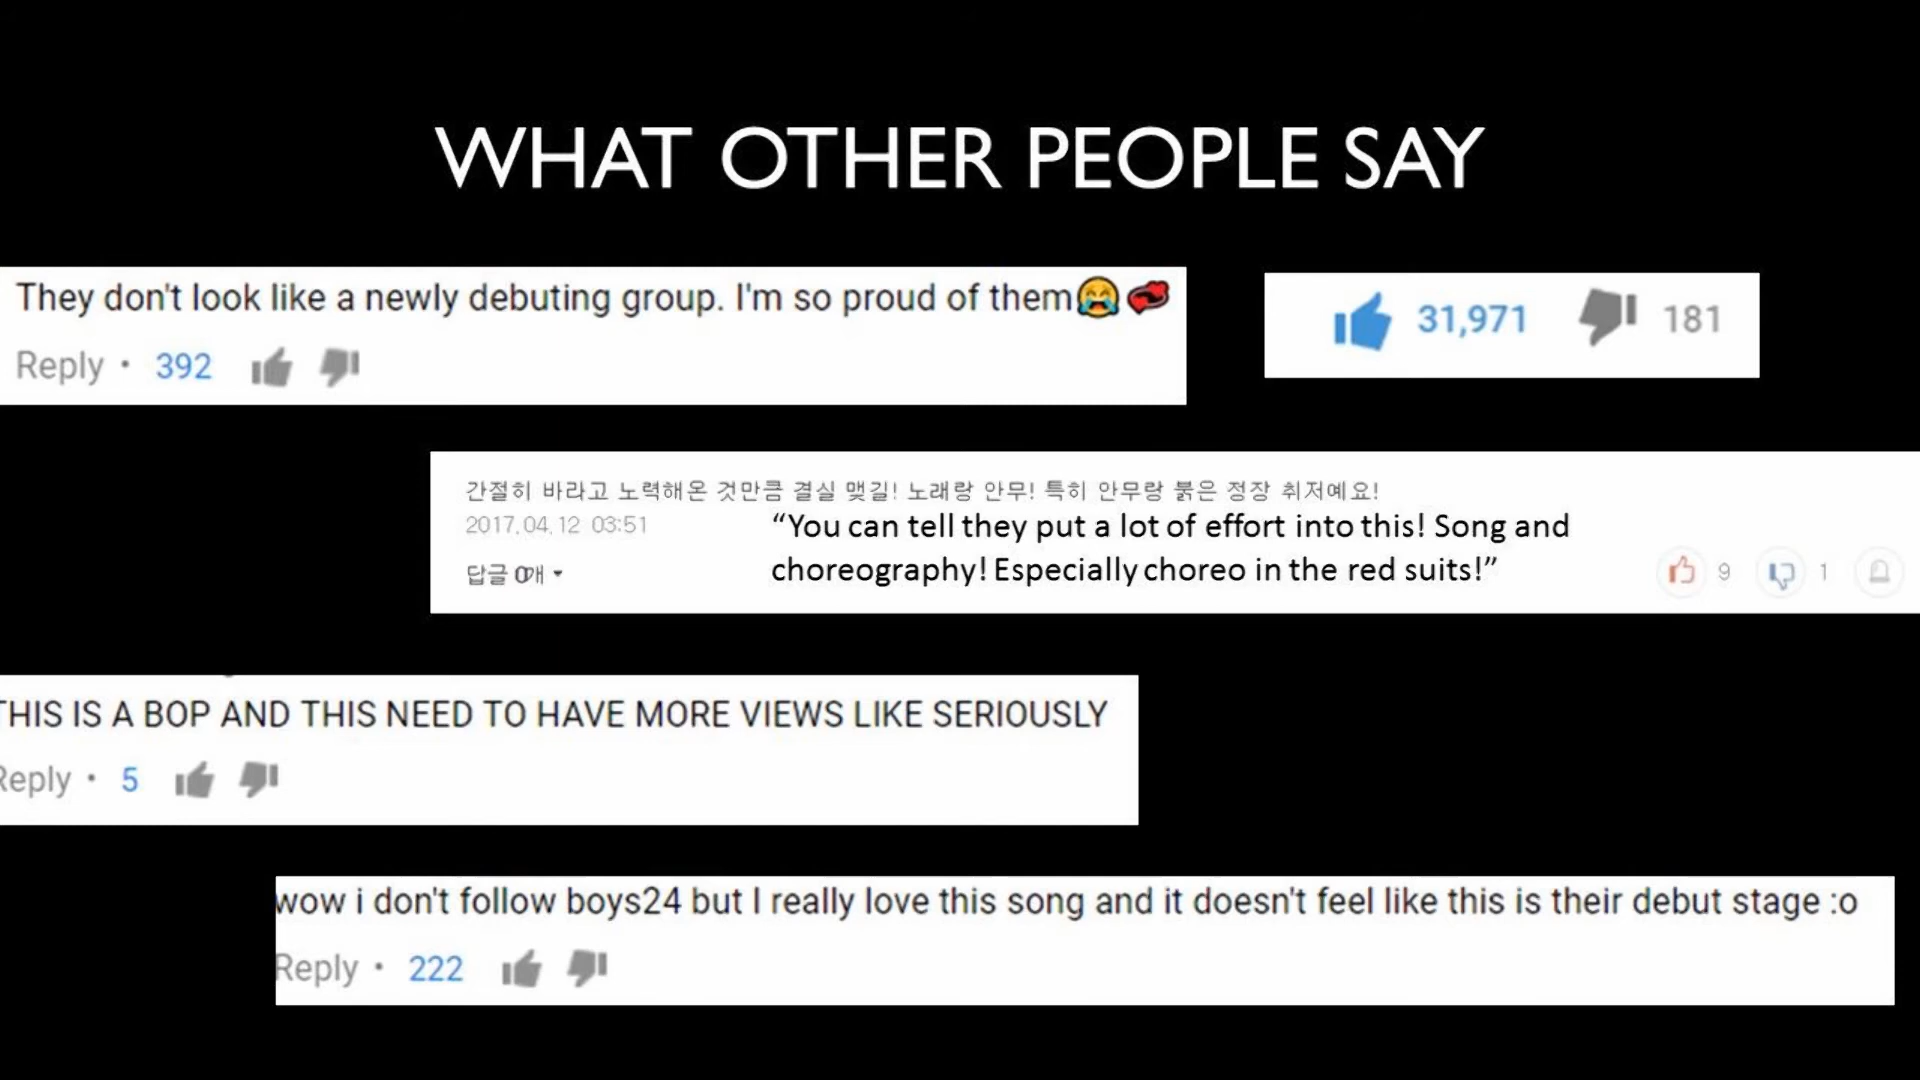 WHAT OTHER PEOPLE SAY
They don't look like a newly debuting group. I'm so proud of them😭💞
Reply • 392
31,971 181
간절히 바라고 노력해온 것만큼 결실 맺길! 노래랑 안무! 특히 안무랑 붉은 정장 취저예요!
2017.04.12 03:51
“You can tell they put a lot of effort into this! Song and
choreography! Especially choreo in the red suits!”
답글 0개
9 1
THIS IS A BOP AND THIS NEED TO HAVE MORE VIEWS LIKE SERIOUSLY
Reply • 5
wow i don't follow boys24 but I really love this song and it doesn't feel like this is their debut stage :o
Reply • 222